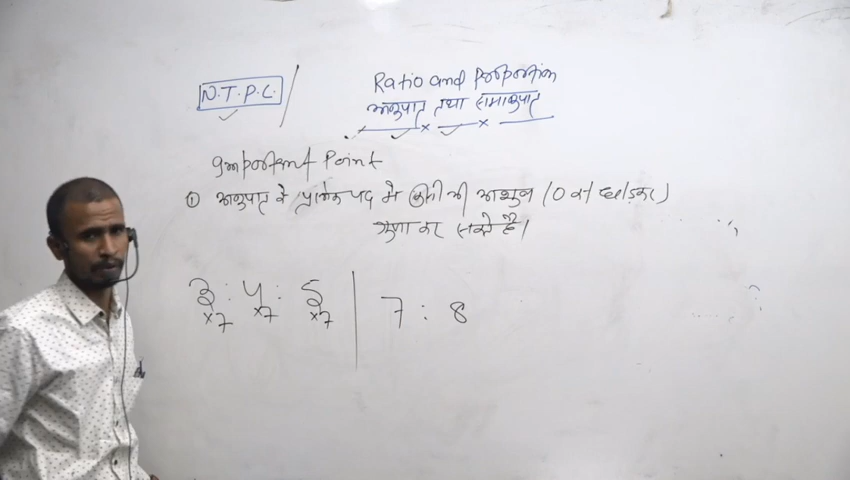 N.T.P.C.
Ratio and Proportion
अनुपात तथा समानुपात
Important Point
① अनुपात के प्रत्येक पद में किसी भी (0 को छोड़कर)
गुणा कर सकते है।
3 : 4 : 5 | 7 : 8
×7 ×7 ×7